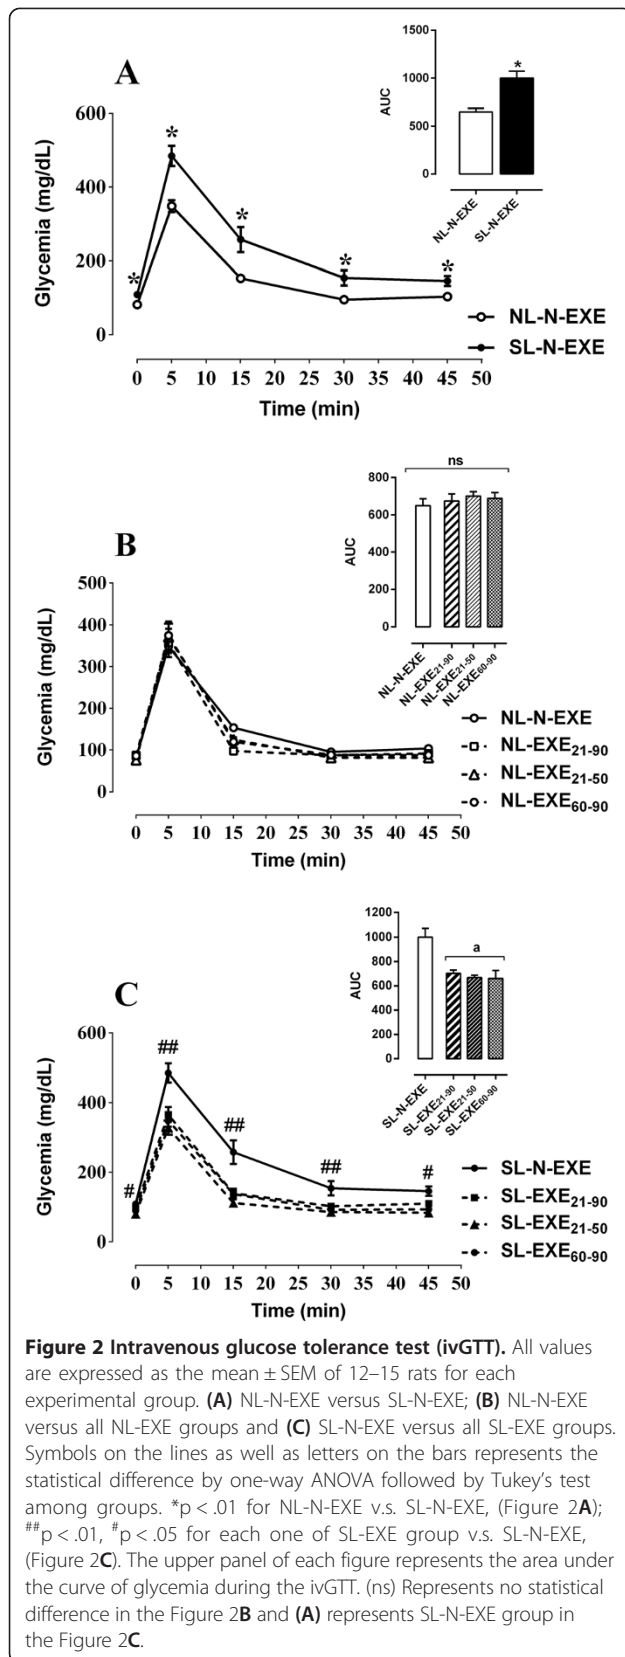 A
600
400
200
0
Glycemia (mg/dL)
* * * * *
0 5 10 15 20 25 30 35 40 45 50
Time (min)
NL-N-EXE
SL-N-EXE
1500
1000
500
0
AUC
*
NL-N-EXE
SL-N-EXE
B
500
400
300
200
100
0
Glycemia (mg/dL)
0 5 10 15 20 25 30 35 40 45 50
Time (min)
NL-N-EXE
NL-EXE21-90
NL-EXE21-50
NL-EXE60-90
800
600
400
200
0
AUC
ns
NL-N-EXE
NL-EXE21-90
NL-EXE21-50
NL-EXE60-90
C
600
400
200
0
Glycemia (mg/dL)
# ## ## ## #
0 5 10 15 20 25 30 35 40 45 50
Time (min)
SL-N-EXE
SL-EXE21-90
SL-EXE21-50
SL-EXE60-90
1200
1000
800
600
400
200
0
AUC
a
SL-N-EXE
SL-EXE21-90
SL-EXE21-50
SL-EXE60-90
Figure 2 Intravenous glucose tolerance test (ivGTT). All values
are expressed as the mean ± SEM of 12–15 rats for each
experimental group. (A) NL-N-EXE versus SL-N-EXE; (B) NL-N-EXE
versus all NL-EXE groups and (C) SL-N-EXE versus all SL-EXE groups.
Symbols on the lines as well as letters on the bars represents the
statistical difference by one-way ANOVA followed by Tukey's test
among groups. *p < .01 for NL-N-EXE v.s. SL-N-EXE, (Figure 2A);
##p < .01, #p < .05 for each one of SL-EXE group v.s. SL-N-EXE,
(Figure 2C). The upper panel of each figure represents the area under
the curve of glycemia during the ivGTT. (ns) Represents no statistical
difference in the Figure 2B and (A) represents SL-N-EXE group in
the Figure 2C.